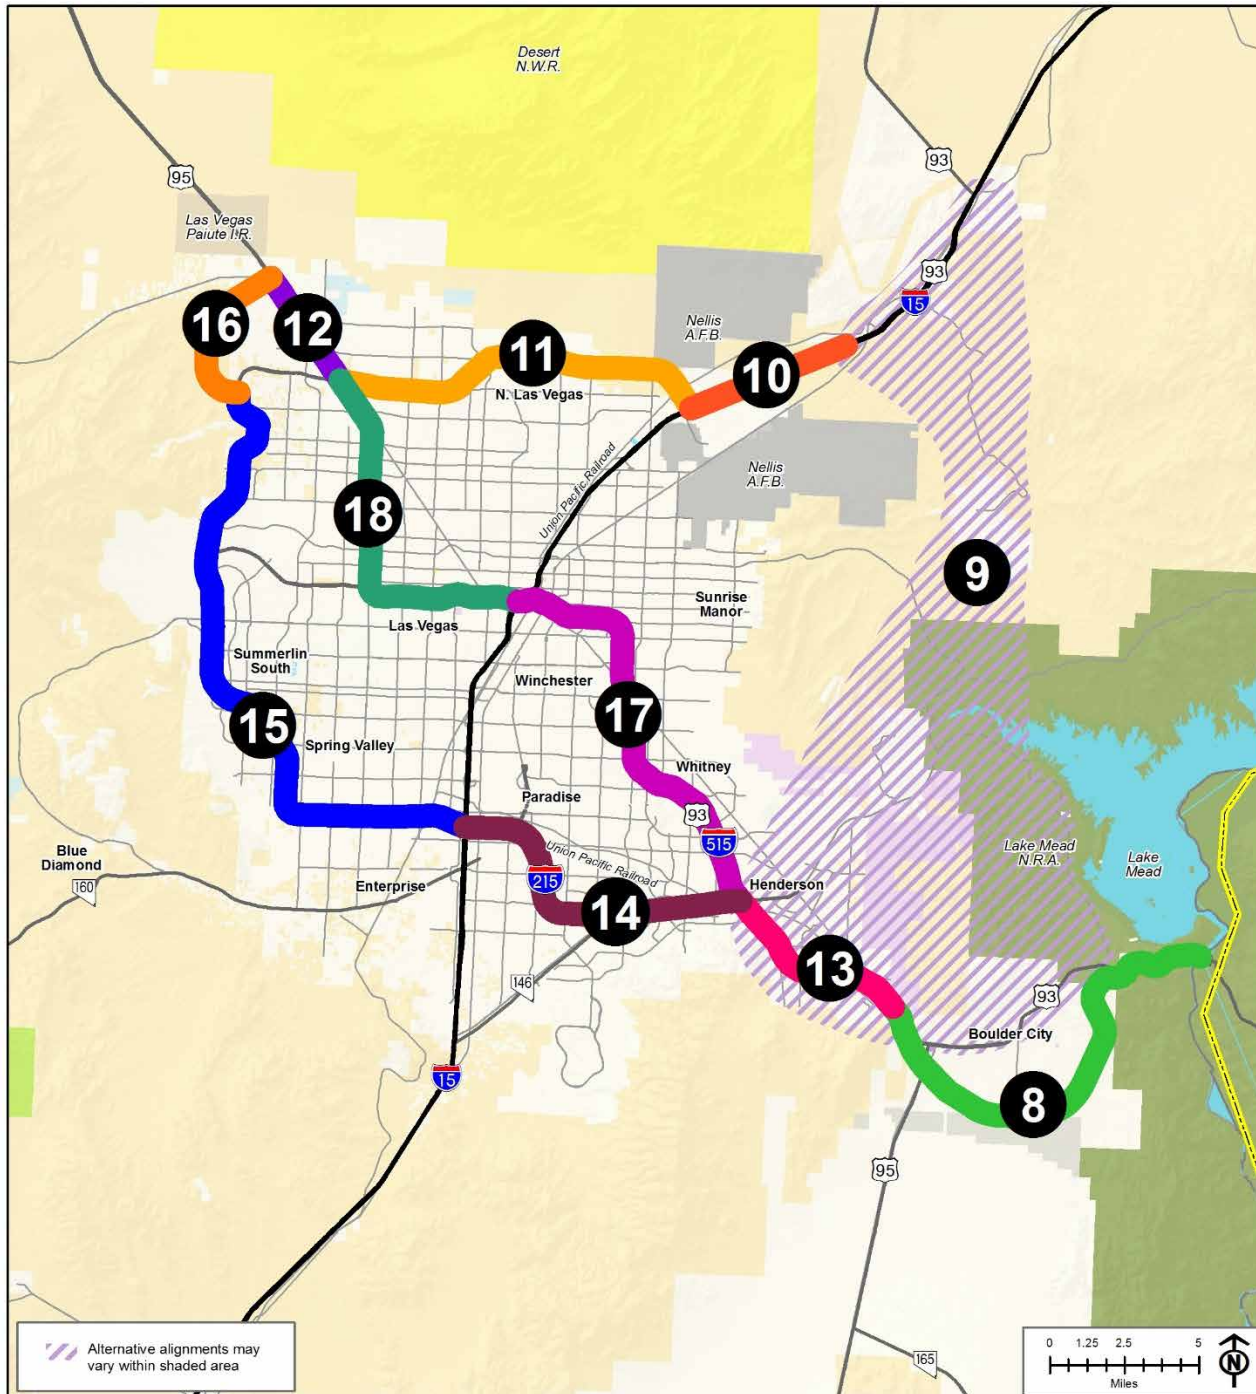 Desert
N.W.R.
95
93
Las Vegas
Paiute I.R.
93
15
16
12
Nellis
A.F.B.
11
10
N. Las Vegas
Union Pacific Railroad
Nellis
A.F.B.
18
9
Sunrise
Manor
Las Vegas
Summerlin
South
Winchester
17
15
Spring Valley
Whitney
Paradise
93
515
Blue
Diamond
160
Enterprise
Union Pacific Railroad
215
Henderson
Lake Mead
N.R.A.
Lake
Mead
14
13
146
93
Boulder City
15
8
95
165
Alternative alignments may
vary within shaded area
0 1.25 2.5 5
Miles
N